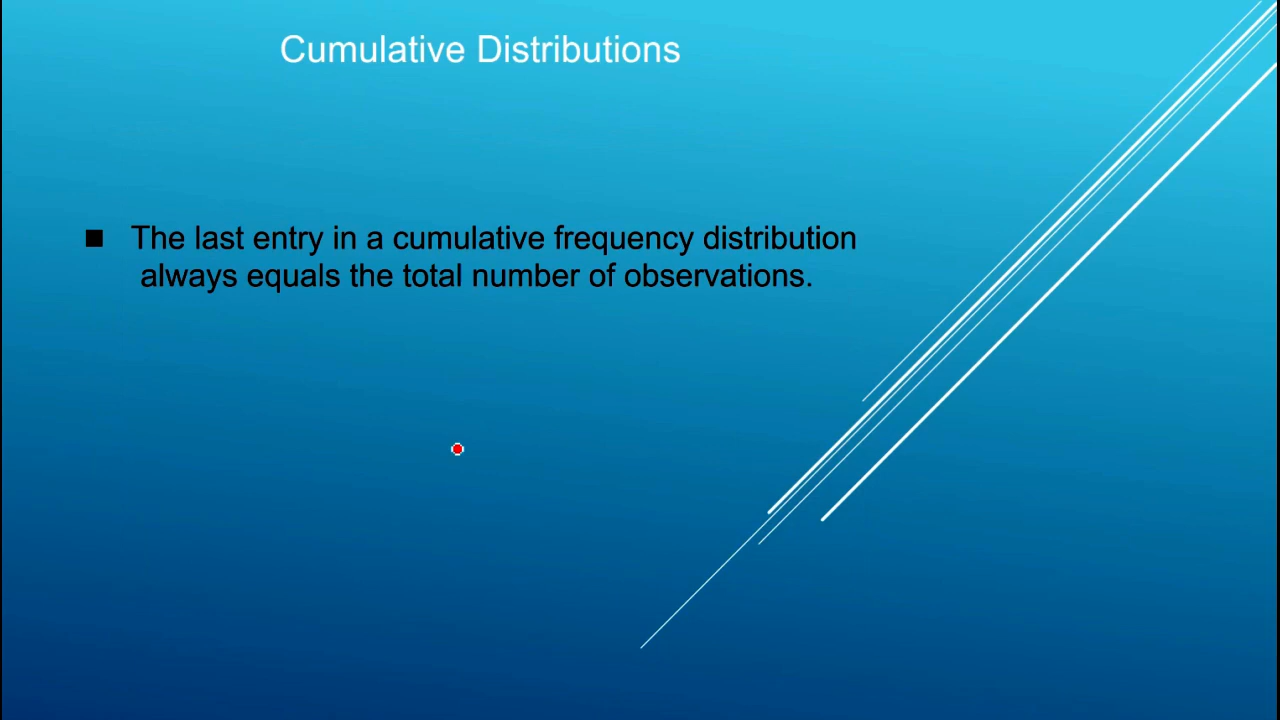 Cumulative Distributions
The last entry in a cumulative frequency distribution
always equals the total number of observations.